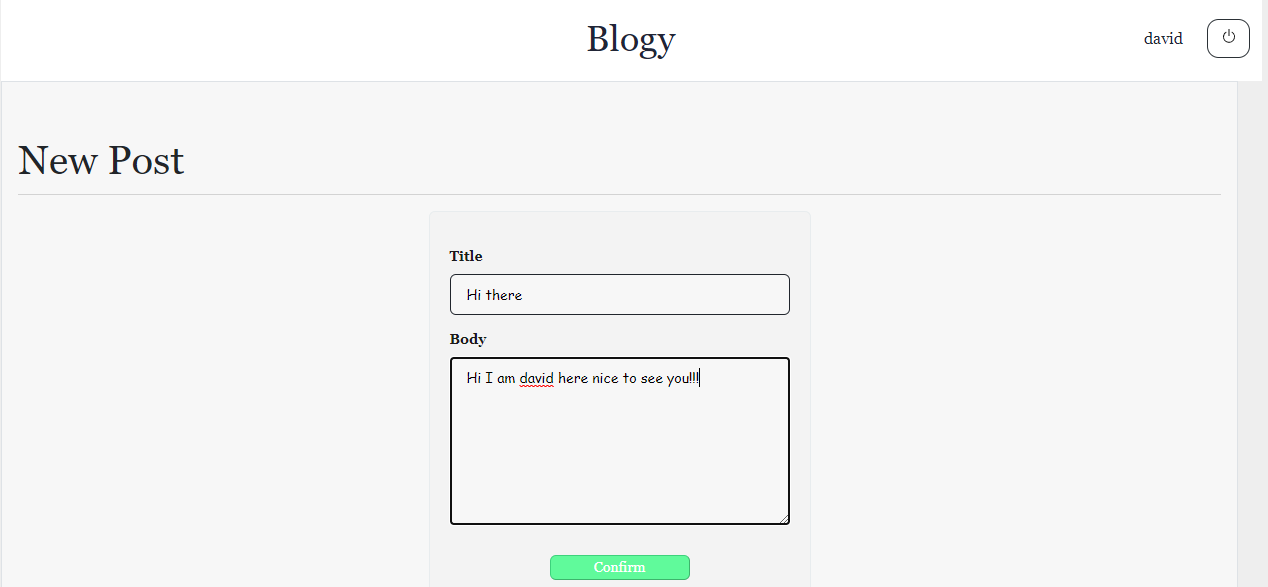 Blogy
david
New Post
Title
Hi there
Body
Hi I am david here nice to see you!!!
Confirm